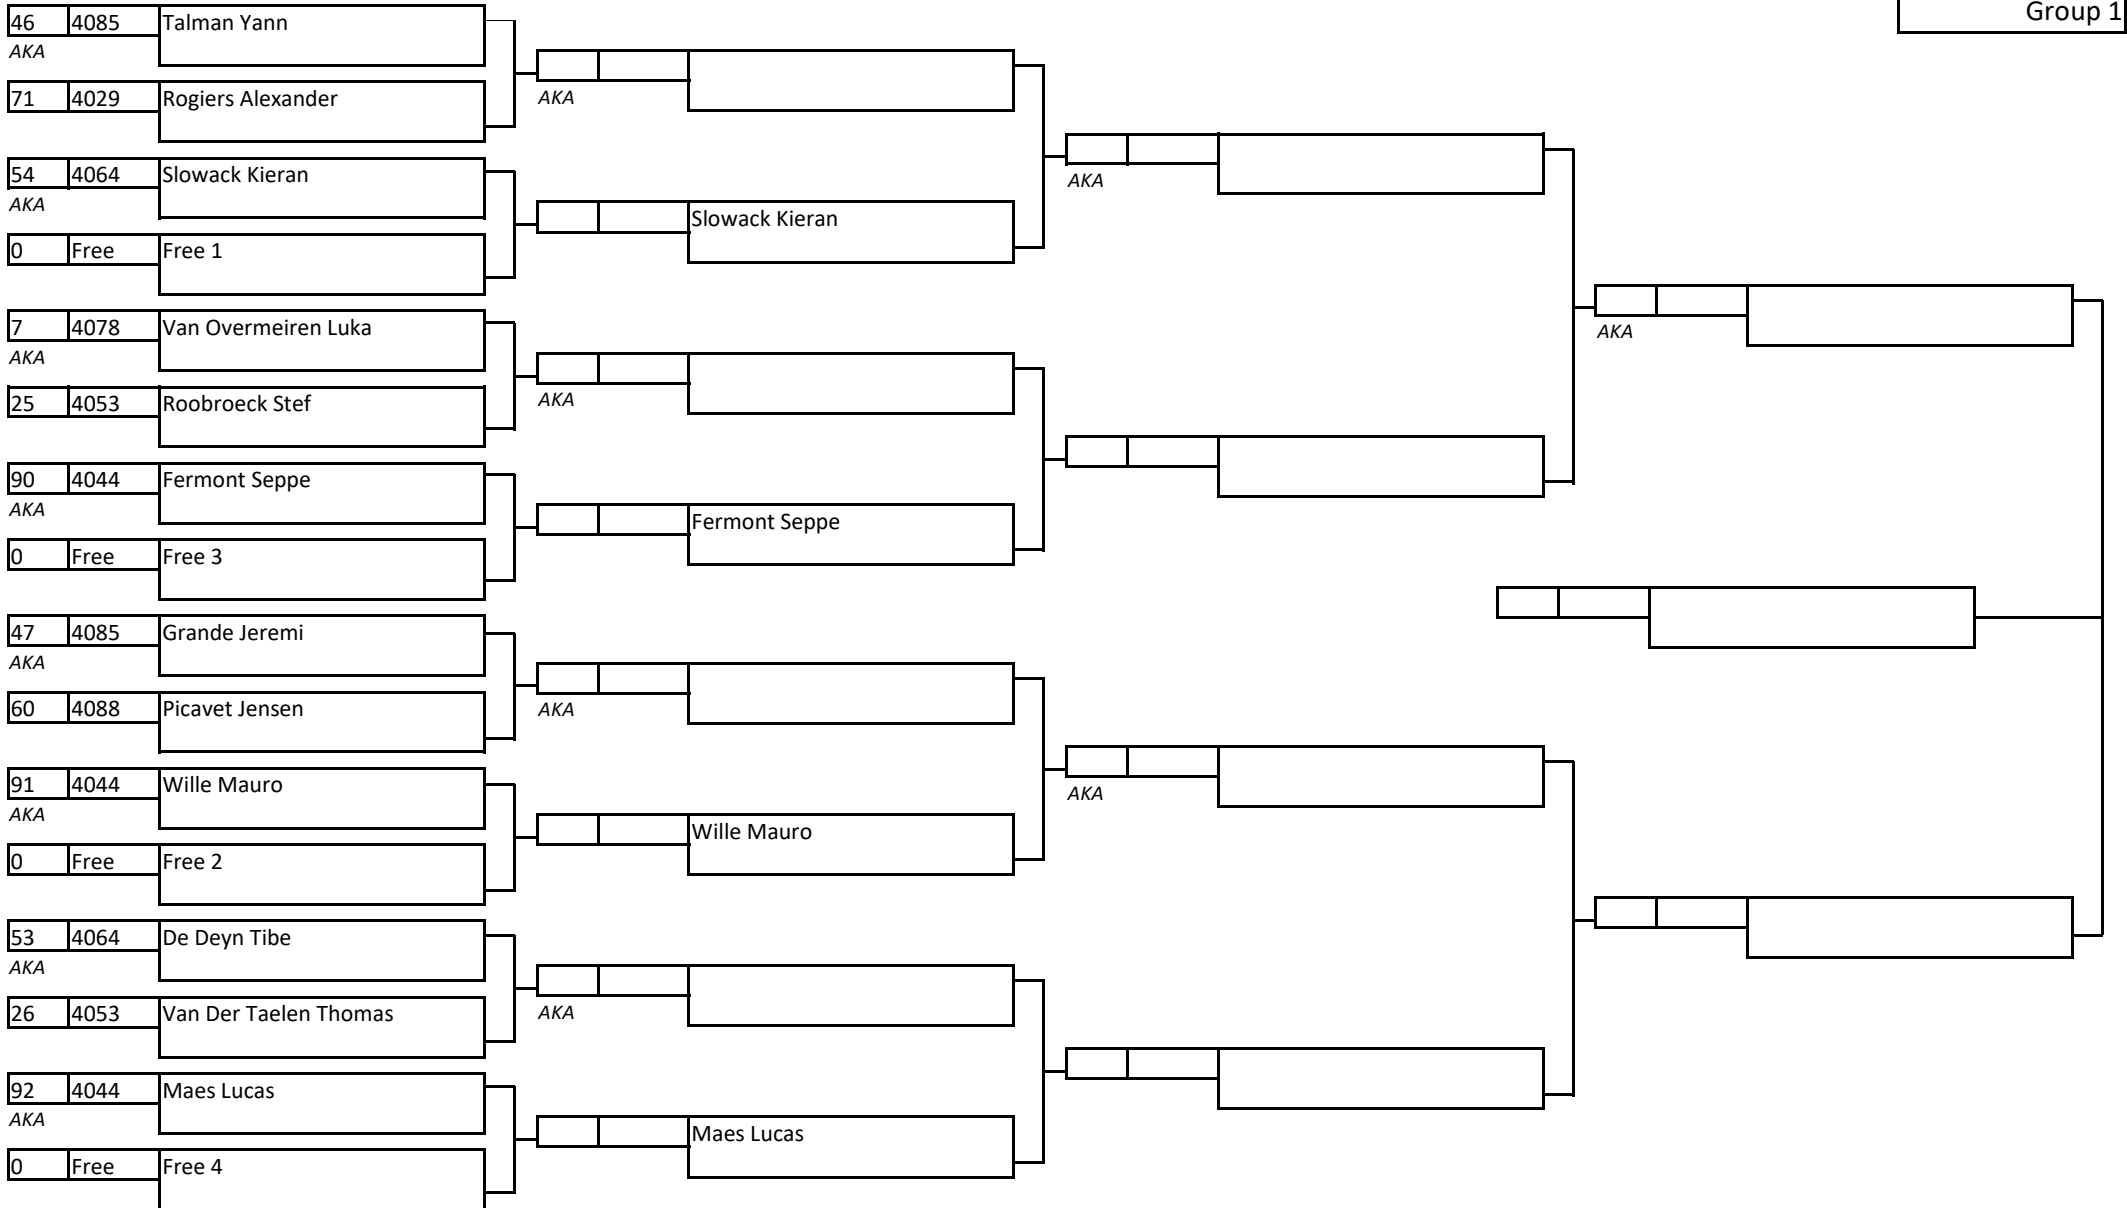 Group 1
46 4085 Talman Yann
AKA
71 4029 Rogiers Alexander
AKA
54 4064 Slowack Kieran
AKA
AKA
Slowack Kieran
0 Free Free 1
7 4078 Van Overmeiren Luka
AKA
AKA
25 4053 Roobroeck Stef
AKA
90 4044 Fermont Seppe
AKA
Fermont Seppe
0 Free Free 3
47 4085 Grande Jeremi
AKA
60 4088 Picavet Jensen
AKA
91 4044 Wille Mauro
AKA
AKA
Wille Mauro
0 Free Free 2
53 4064 De Deyn Tibe
AKA
26 4053 Van Der Taelen Thomas
AKA
92 4044 Maes Lucas
AKA
Maes Lucas
0 Free Free 4